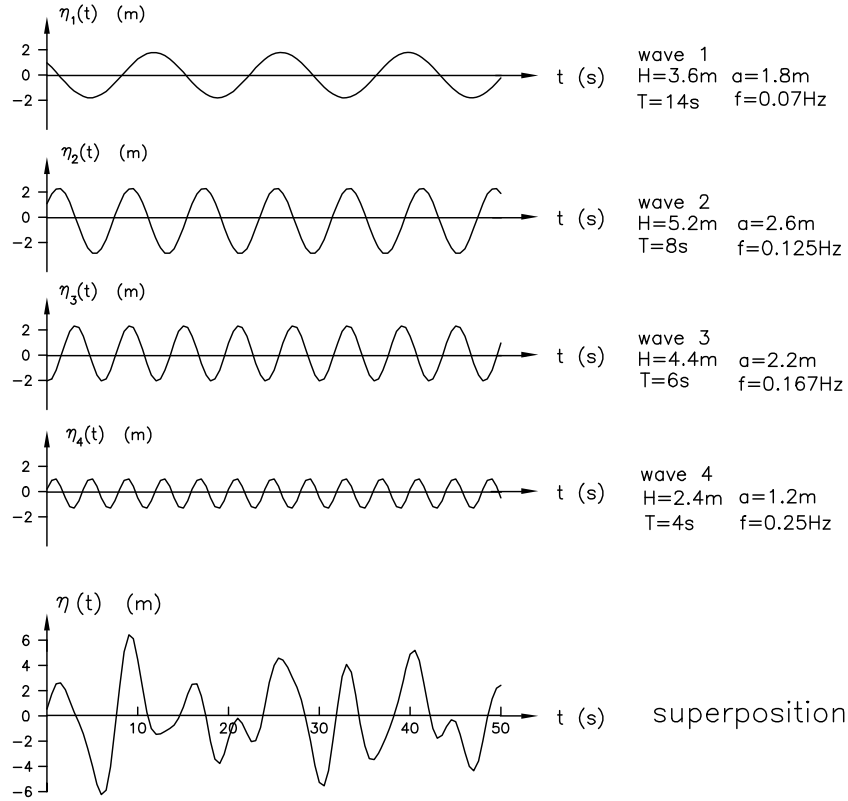 η₁(t) (m)
2
0
−2
t (s)
wave 1
H=3.6m a=1.8m
T=14s f=0.07Hz
η₂(t) (m)
2
0
−2
t (s)
wave 2
H=5.2m a=2.6m
T=8s f=0.125Hz
η₃(t) (m)
2
0
−2
t (s)
wave 3
H=4.4m a=2.2m
T=6s f=0.167Hz
η₄(t) (m)
2
0
−2
t (s)
wave 4
H=2.4m a=1.2m
T=4s f=0.25Hz
η (t) (m)
6
4
2
0
−2
−4
−6
10 20 30 40 50
t (s)
superposition